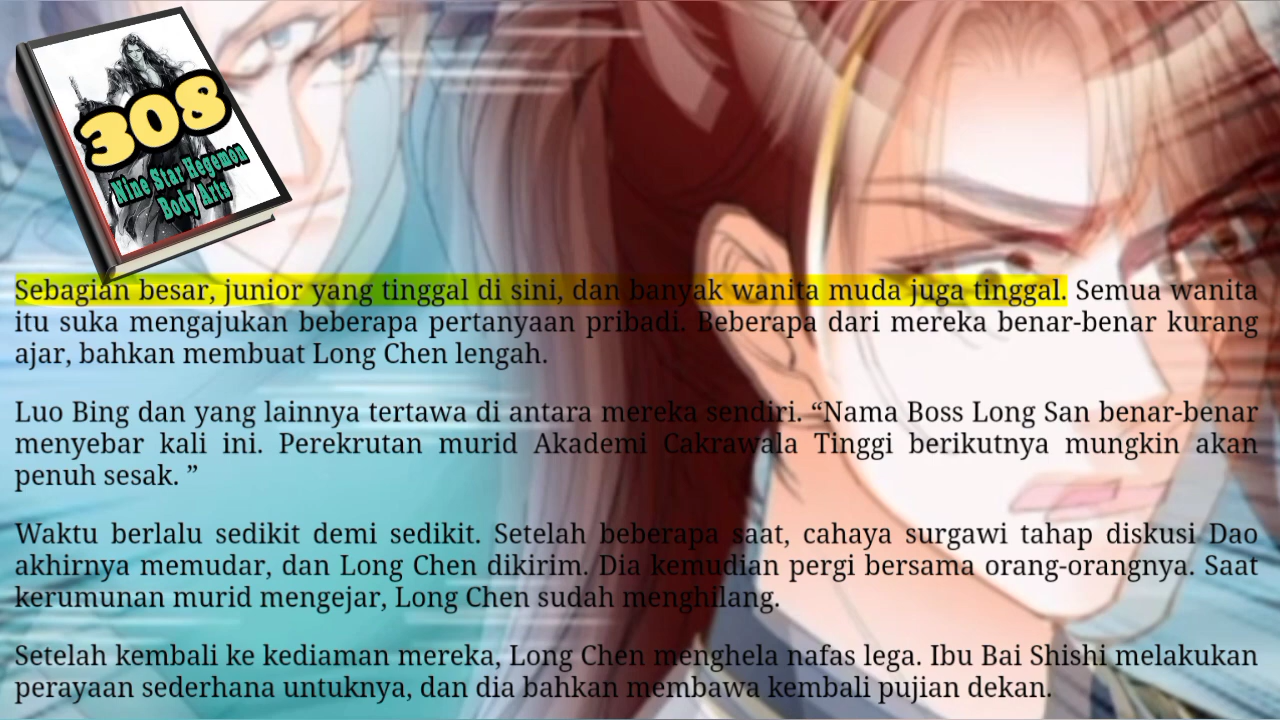 308
Nine Star Hegemon
Body Arts
Sebagian besar, junior yang tinggal di sini, dan banyak wanita muda juga tinggal. Semua wanita
itu suka mengajukan beberapa pertanyaan pribadi. Beberapa dari mereka benar-benar kurang
ajar, bahkan membuat Long Chen lengah.
Luo Bing dan yang lainnya tertawa di antara mereka sendiri. “Nama Boss Long San benar-benar
menyebar kali ini. Perekrutan murid Akademi Cakrawala Tinggi berikutnya mungkin akan
penuh sesak. ”
Waktu berlalu sedikit demi sedikit. Setelah beberapa saat, cahaya surgawi tahap diskusi Dao
akhirnya memudar, dan Long Chen dikirim. Dia kemudian pergi bersama orang-orangnya. Saat
kerumunan murid mengejar, Long Chen sudah menghilang.
Setelah kembali ke kediaman mereka, Long Chen menghela nafas lega. Ibu Bai Shishi melakukan
perayaan sederhana untuknya, dan dia bahkan membawa kembali pujian dekan.